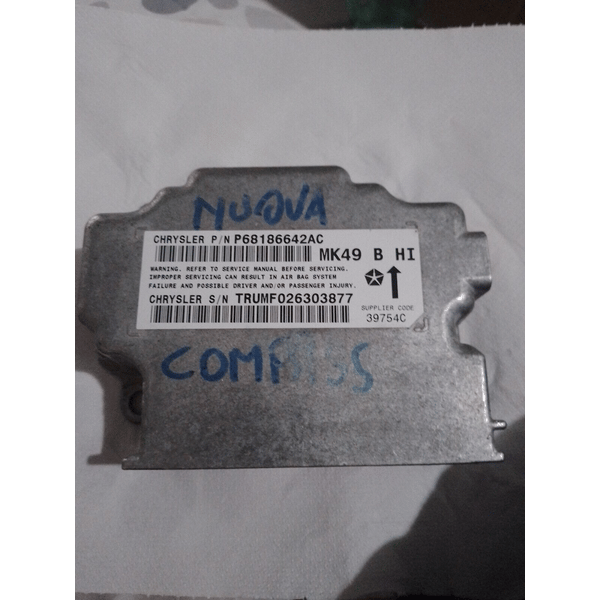 NUOVA
CHRYSLER P/N P68186642AC
MK49 B HI
WARNING. REFER TO SERVICE MANUAL BEFORE SERVICING.
IMPROPER SERVICING CAN RESULT IN AIR BAG SYSTEM
FAILURE AND POSSIBLE DRIVER AND/OR PASSENGER INJURY.
CHRYSLER S/N TRUMF026303877
SUPPLIER CODE
39754C
COMPASS